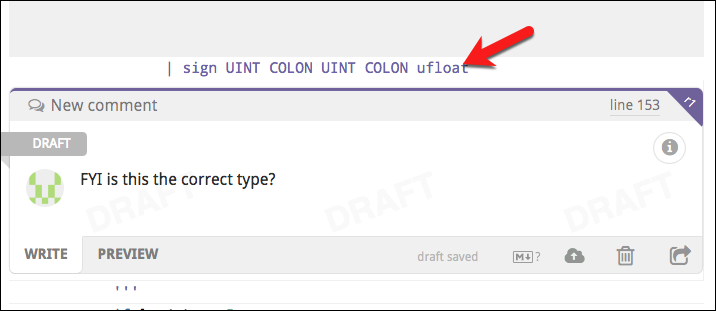 | sign UINT COLON UINT COLON ufloat
New comment line 153
DRAFT
FYI is this the correct type?
DRAFT DRAFT DRAFT
WRITE PREVIEW draft saved M↓ ?
'''